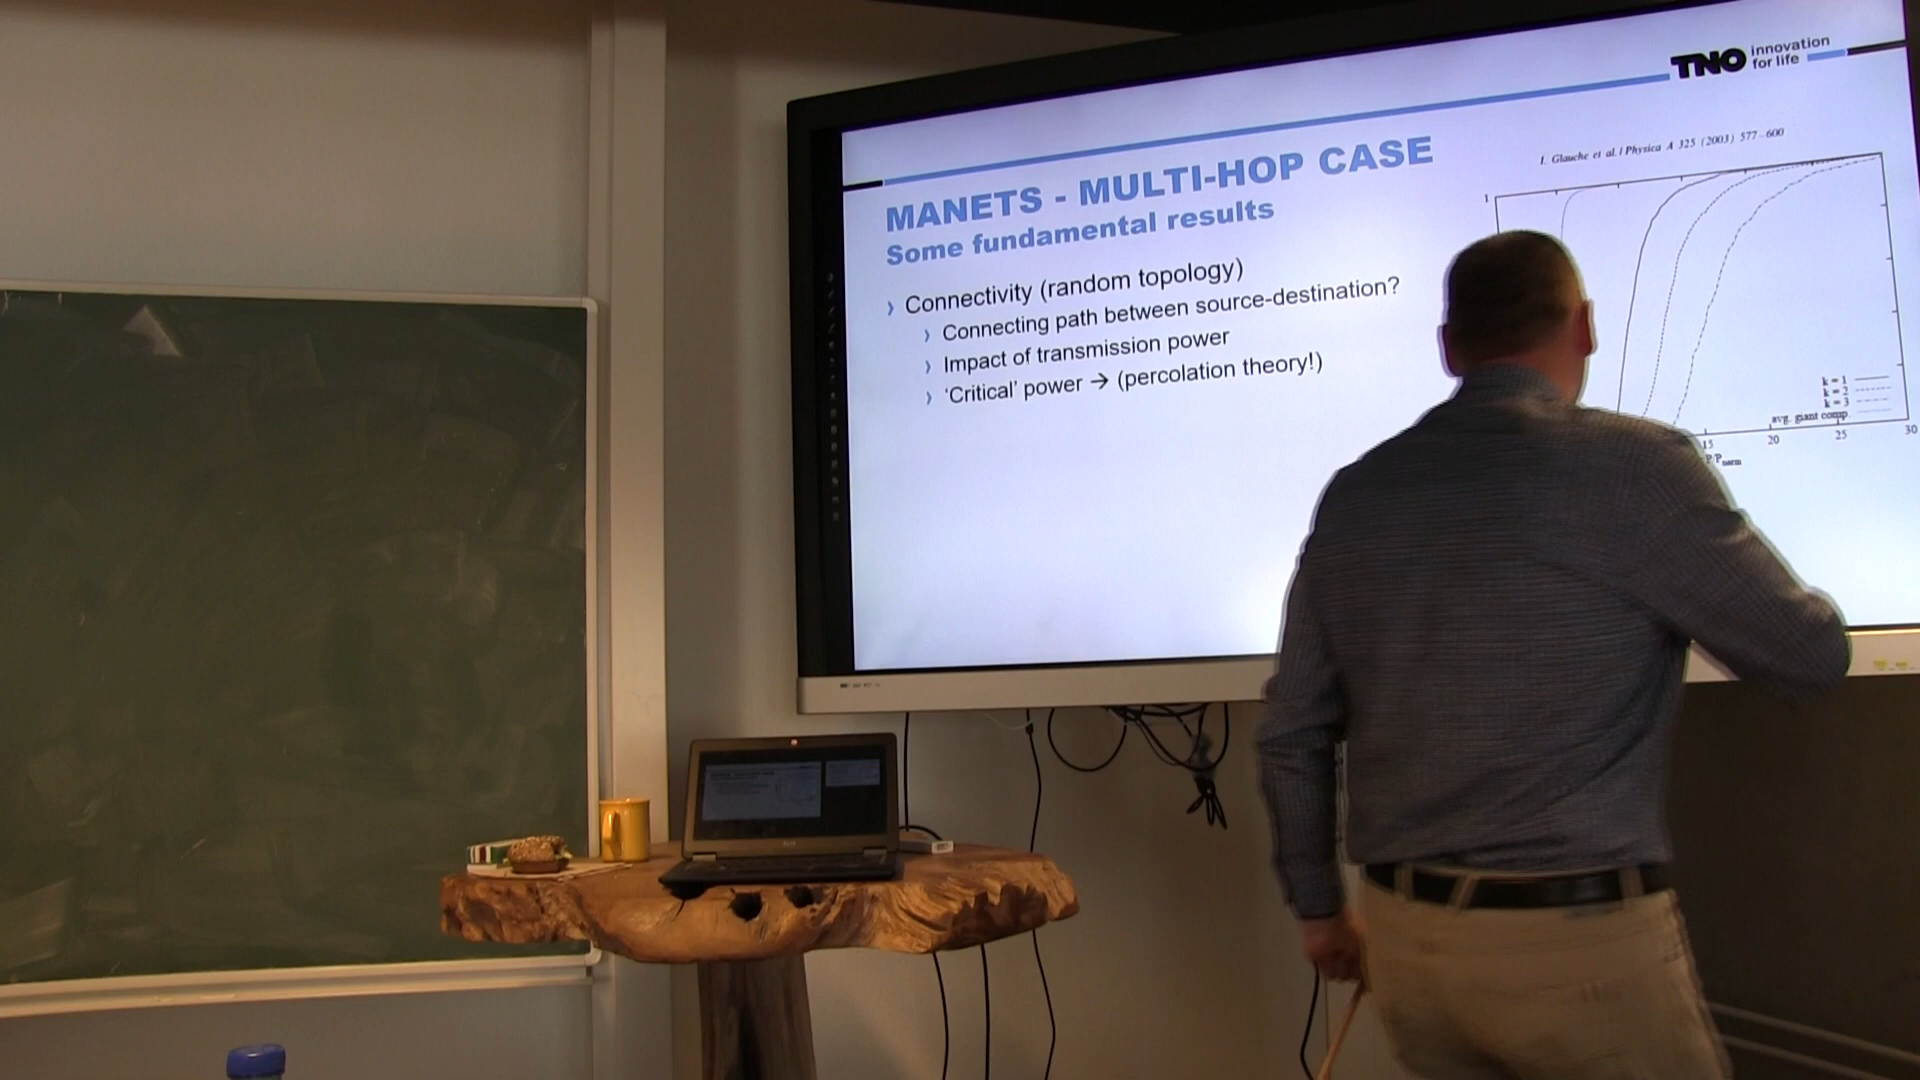 TNO innovation
for life
MANETS - MULTI-HOP CASE
Some fundamental results
› Connectivity (random topology)
› Connecting path between source-destination?
› Impact of transmission power
› ‘Critical’ power → (percolation theory!)
I. Glauche et al. / Physica A 325 (2003) 577–600
1
k = 1
k = 2
k = 3
avg. giant comp.
15 20 25 30
P/Pnorm